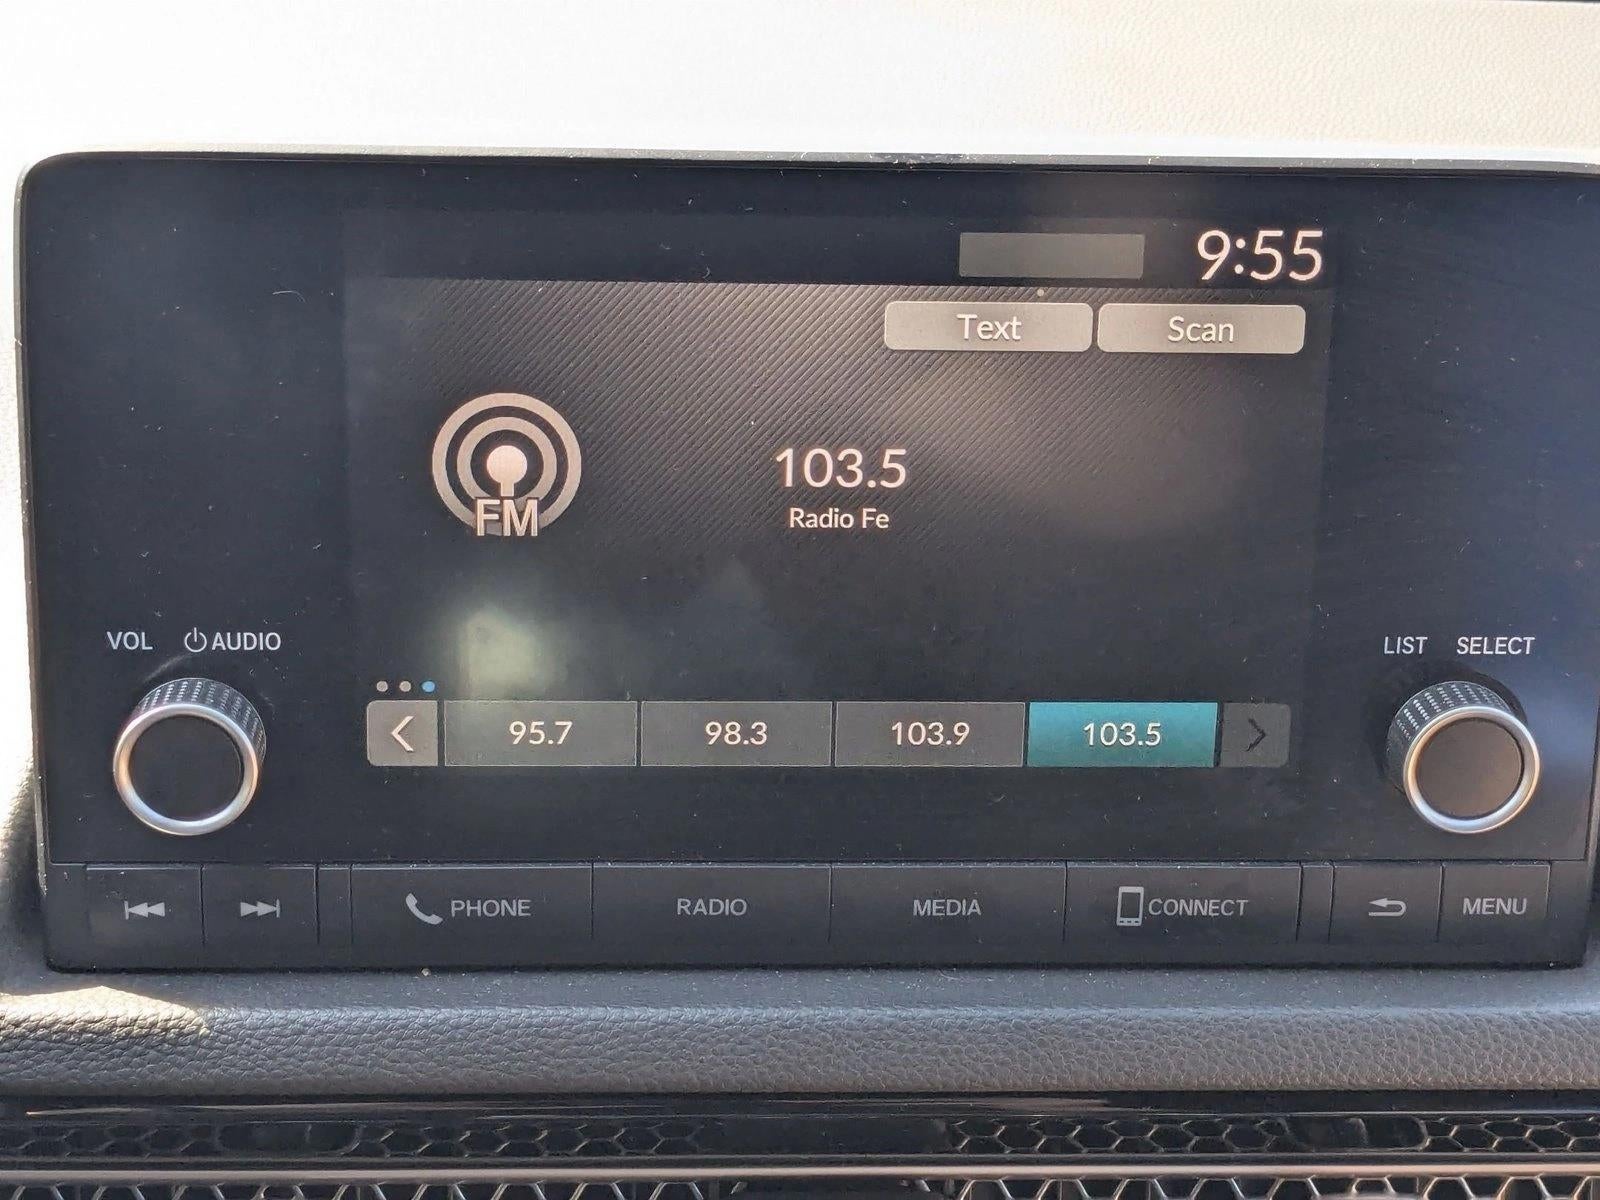 9:55
Text Scan
FM
103.5
Radio Fe
VOL AUDIO
LIST SELECT
95.7 98.3 103.9 103.5
PHONE RADIO MEDIA CONNECT MENU